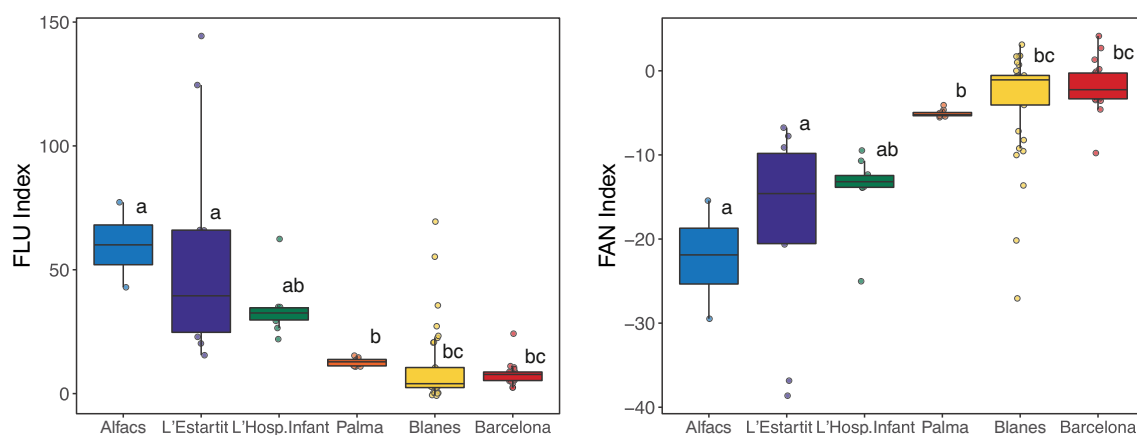 FLU Index
150
100
50
0
a
a
ab
b
bc
bc
Alfacs L'Estartit L'Hosp.Infant Palma Blanes Barcelona
FAN Index
0
−10
−20
−30
−40
a
a
ab
b
bc
bc
Alfacs L'Estartit L'Hosp.Infant Palma Blanes Barcelona